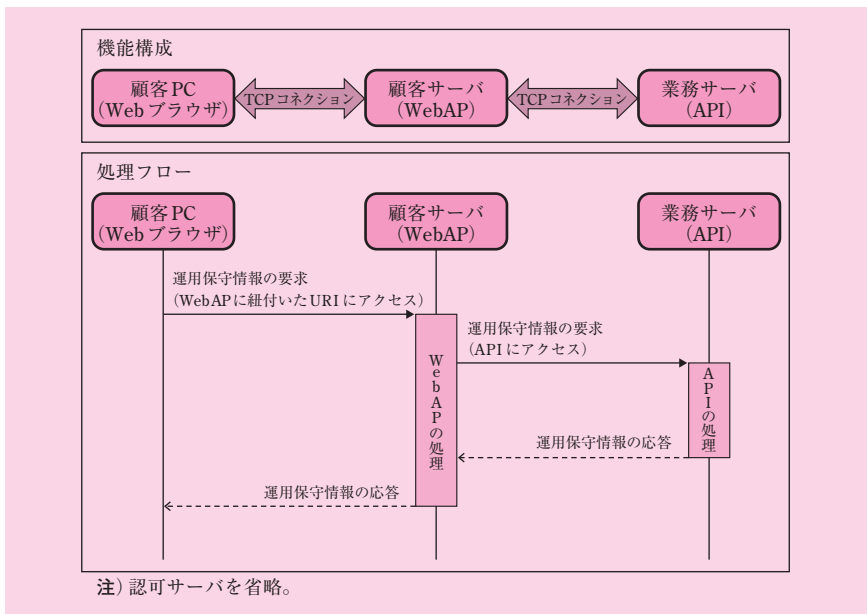 機能構成
顧客PC
(Webブラウザ)
TCPコネクション
顧客サーバ
(WebAP)
TCPコネクション
業務サーバ
(API)
処理フロー
顧客PC
(Webブラウザ)
顧客サーバ
(WebAP)
業務サーバ
(API)
運用保守情報の要求
(WebAPに紐付いたURIにアクセス)
運用保守情報の要求
(APIにアクセス)
WebAPの処理
APIの処理
運用保守情報の応答
運用保守情報の応答
注)認可サーバを省略。